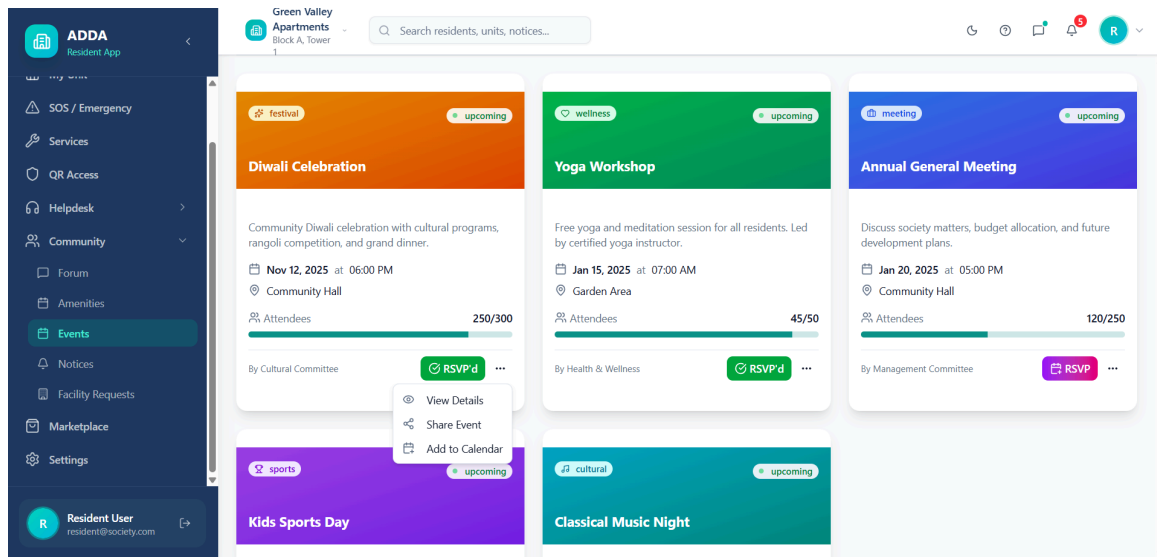 ADDA
Resident App
My Unit
SOS / Emergency
Services
QR Access
Helpdesk
Community
Forum
Amenities
Events
Notices
Facility Requests
Marketplace
Settings
R
Resident User
resident@society.com
Green Valley
Apartments
Block A, Tower
1
Search residents, units, notices...
5
R
festival
upcoming
Diwali Celebration
Community Diwali celebration with cultural programs,
rangoli competition, and grand dinner.
Nov 12, 2025 at 06:00 PM
Community Hall
Attendees 250/300
By Cultural Committee
RSVP'd
View Details
Share Event
Add to Calendar
wellness
upcoming
Yoga Workshop
Free yoga and meditation session for all residents. Led
by certified yoga instructor.
Jan 15, 2025 at 07:00 AM
Garden Area
Attendees 45/50
By Health & Wellness
RSVP'd
meeting
upcoming
Annual General Meeting
Discuss society matters, budget allocation, and future
development plans.
Jan 20, 2025 at 05:00 PM
Community Hall
Attendees 120/250
By Management Committee
RSVP
sports
upcoming
Kids Sports Day
cultural
upcoming
Classical Music Night